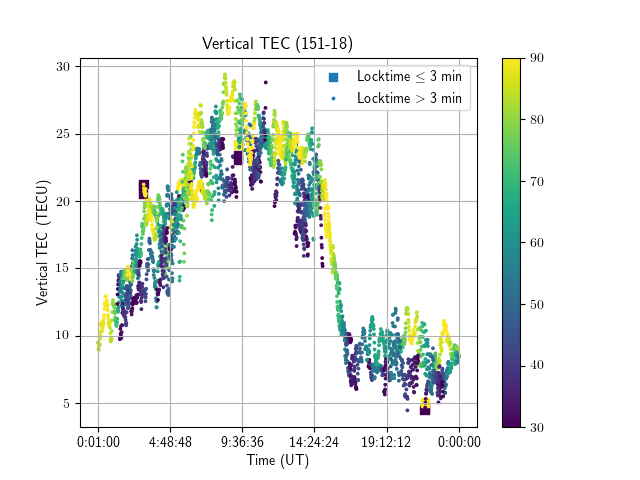 Vertical TEC (151-18)
Locktime ≤ 3 min
Locktime > 3 min
30
25
20
15
10
5
Vertical TEC (TECU)
0:01:00 4:48:48 9:36:36 14:24:24 19:12:12 0:00:00
Time (UT)
90
80
70
60
50
40
30